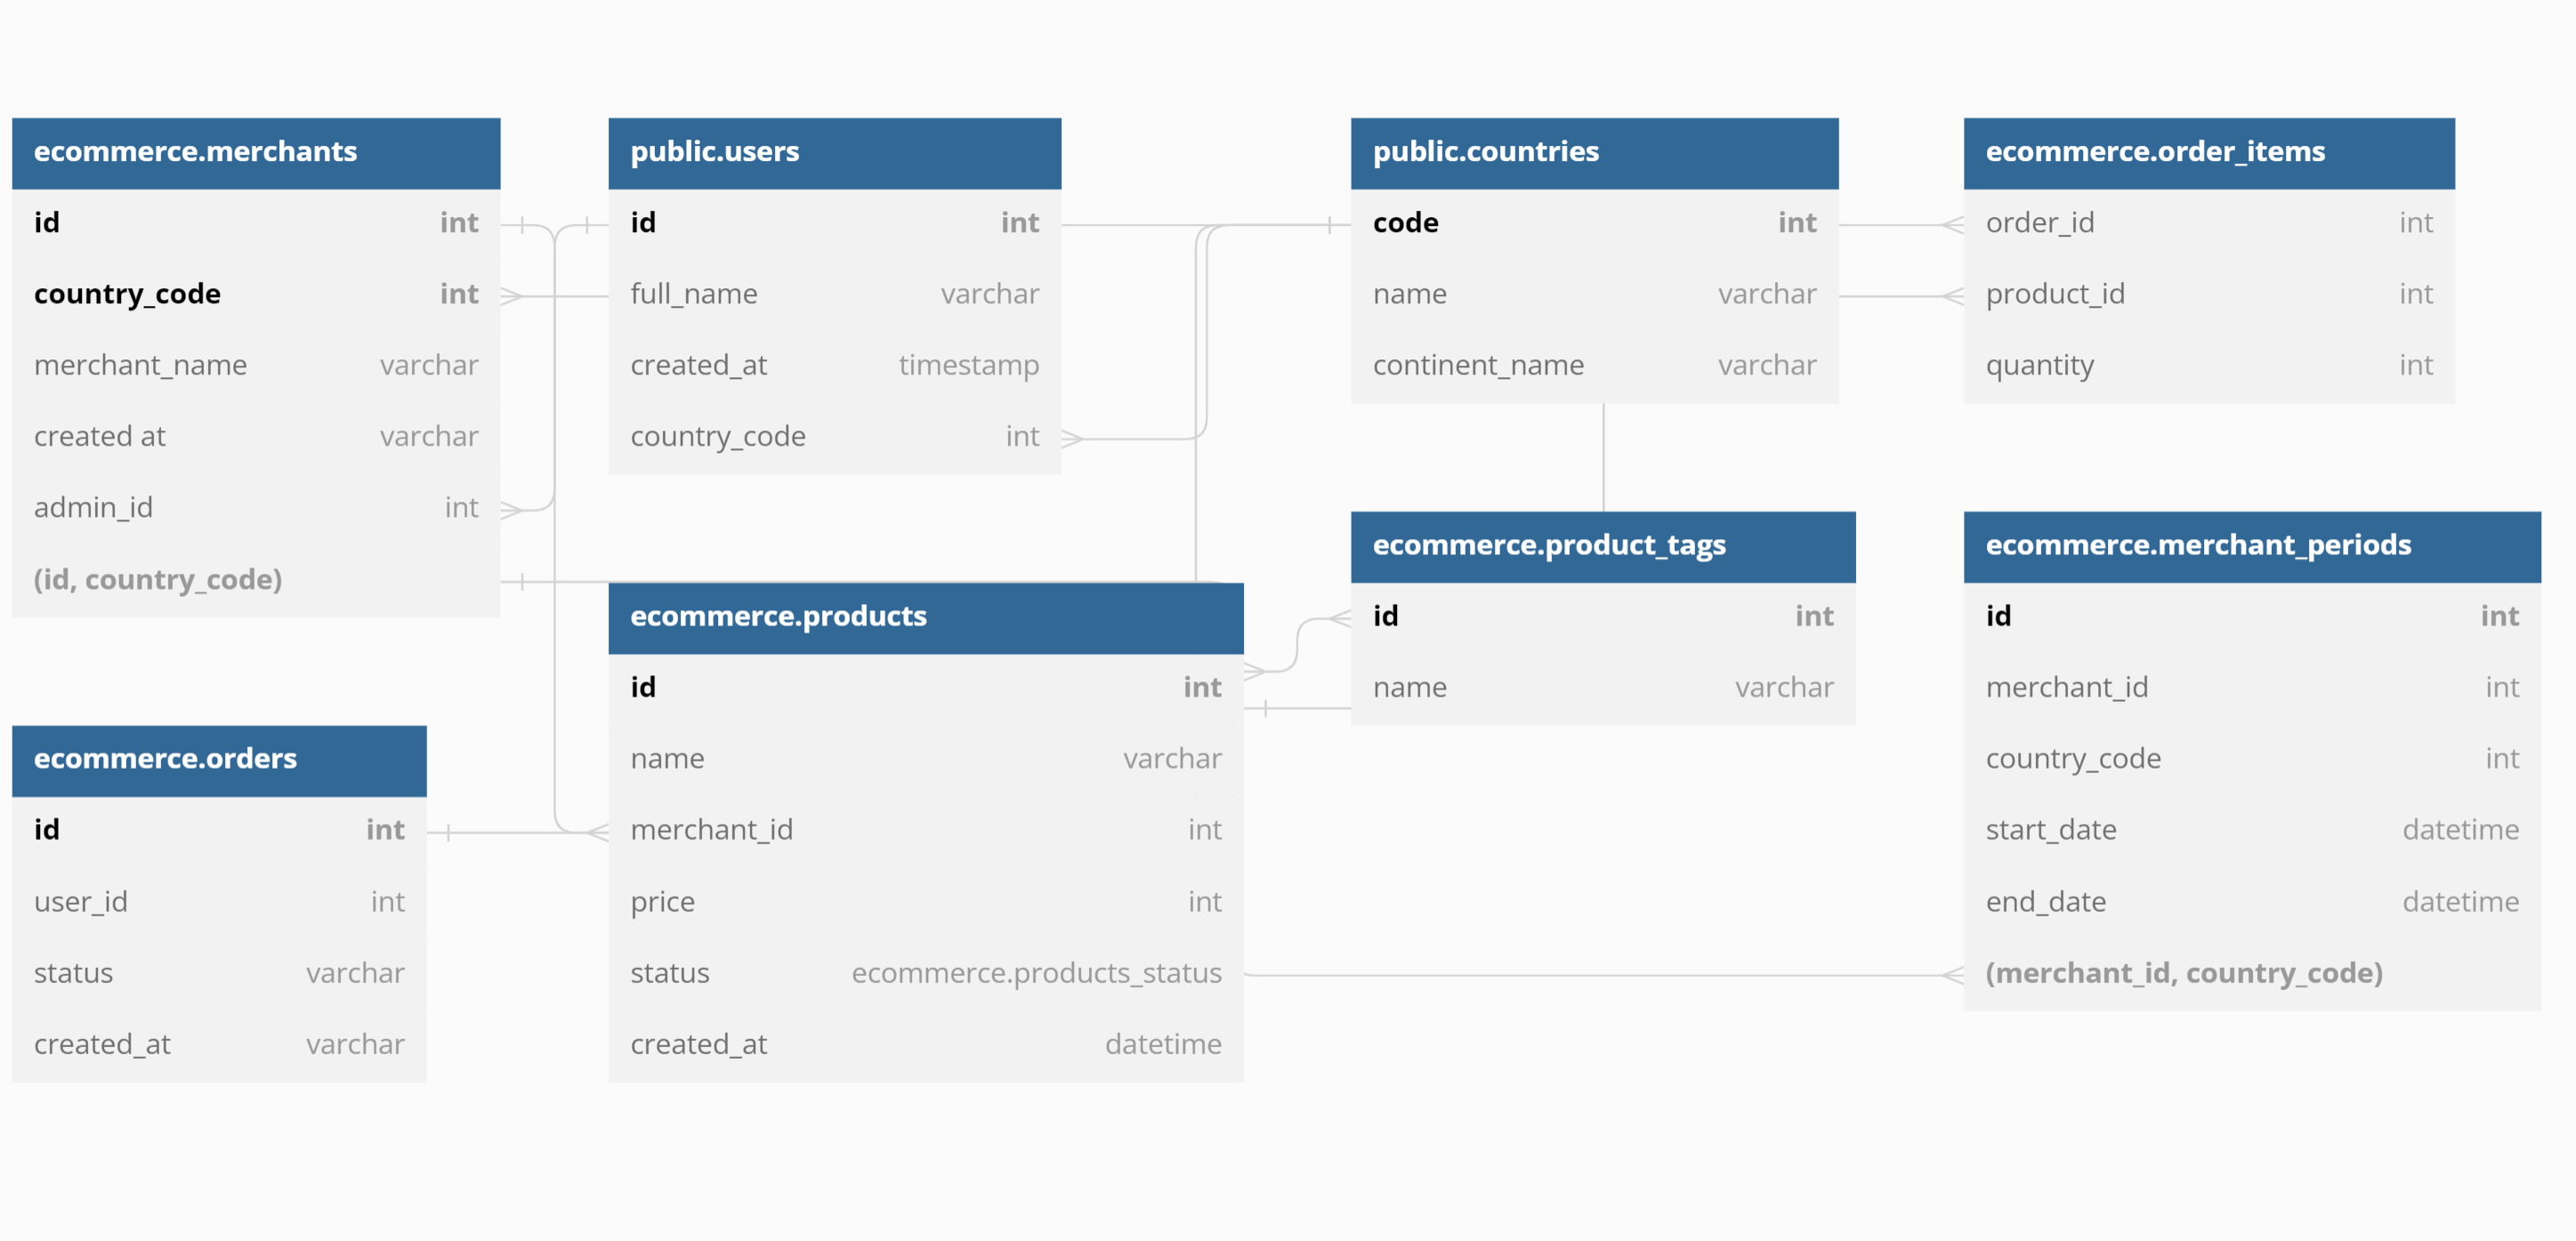 ecommerce.merchants
id int
country_code int
merchant_name varchar
created at varchar
admin_id int
(id, country_code)
public.users
id int
full_name varchar
created_at timestamp
country_code int
public.countries
code int
name varchar
continent_name varchar
ecommerce.order_items
order_id int
product_id int
quantity int
ecommerce.orders
id int
user_id int
status varchar
created_at varchar
ecommerce.products
id int
name varchar
merchant_id int
price int
status ecommerce.products_status
created_at datetime
ecommerce.product_tags
id int
name varchar
ecommerce.merchant_periods
id int
merchant_id int
country_code int
start_date datetime
end_date datetime
(merchant_id, country_code)